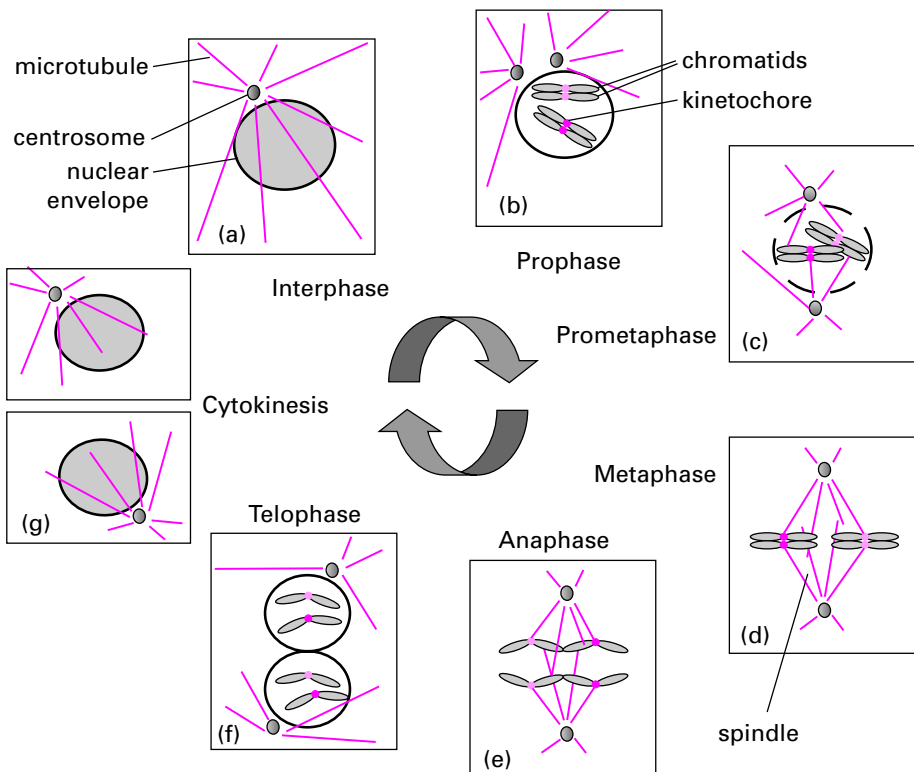 microtubule
centrosome
nuclear
envelope
(a)
Interphase
chromatids
kinetochore
(b)
Prophase
Prometaphase
(c)
Metaphase
(d)
spindle
Anaphase
(e)
Telophase
(f)
Cytokinesis
(g)